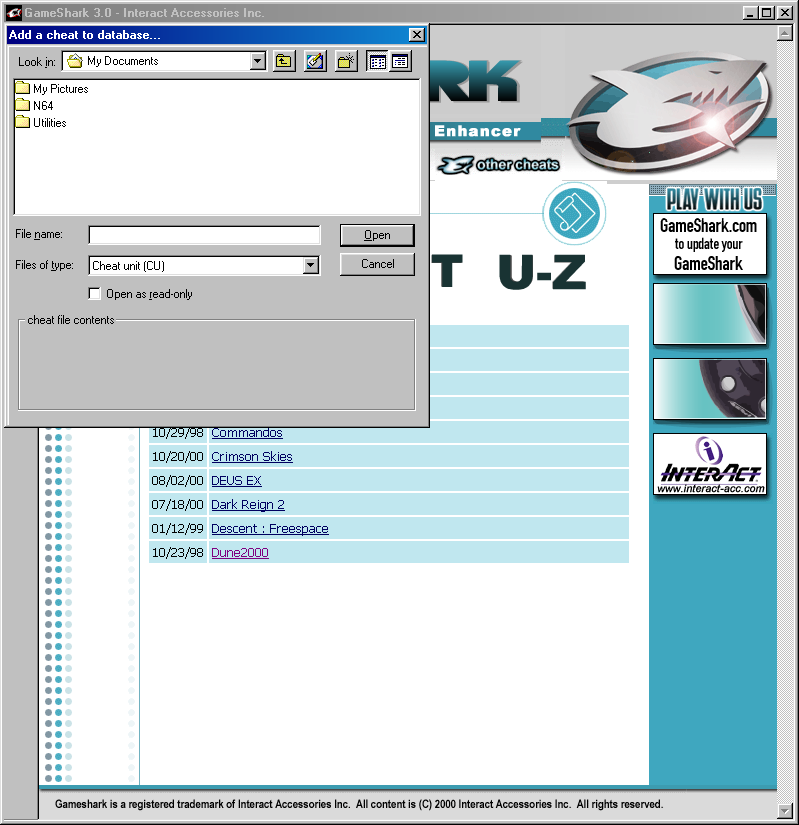 GameShark 3.0 - Interact Accessories Inc.
Add a cheat to database...
Look in: My Documents
My Pictures
N64
Utilities
File name:
Open
Files of type: Cheat unit (CU)
Cancel
Open as read-only
cheat file contents
RK
Enhancer
other cheats
PLAY WITH US
GameShark.com
to update your
GameShark
T U-Z
10/29/98 Commandos
10/20/00 Crimson Skies
08/02/00 DEUS EX
07/18/00 Dark Reign 2
01/12/99 Descent : Freespace
10/23/98 Dune2000
INTERACT
www.interact-acc.com
Gameshark is a registered trademark of Interact Accessories Inc. All content is (C) 2000 Interact Accessories Inc. All rights reserved.